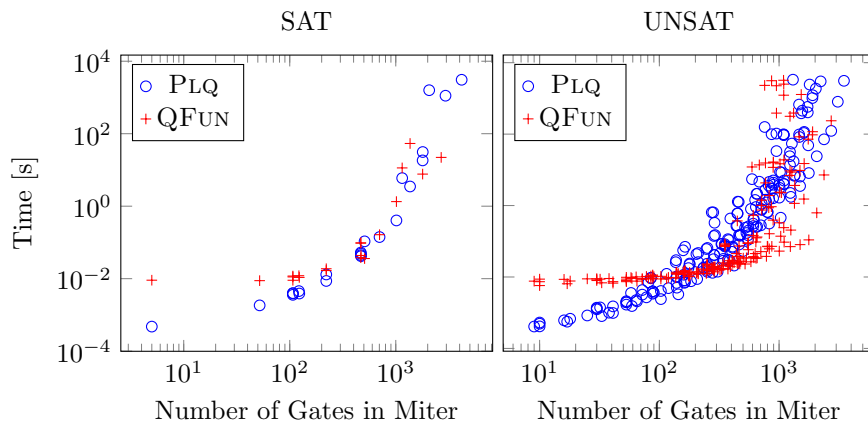 SAT
UNSAT
Time [s]
10^4
10^2
10^0
10^−2
10^−4
PLQ
QFUN
PLQ
QFUN
10^1 10^2 10^3
10^1 10^2 10^3
Number of Gates in Miter
Number of Gates in Miter